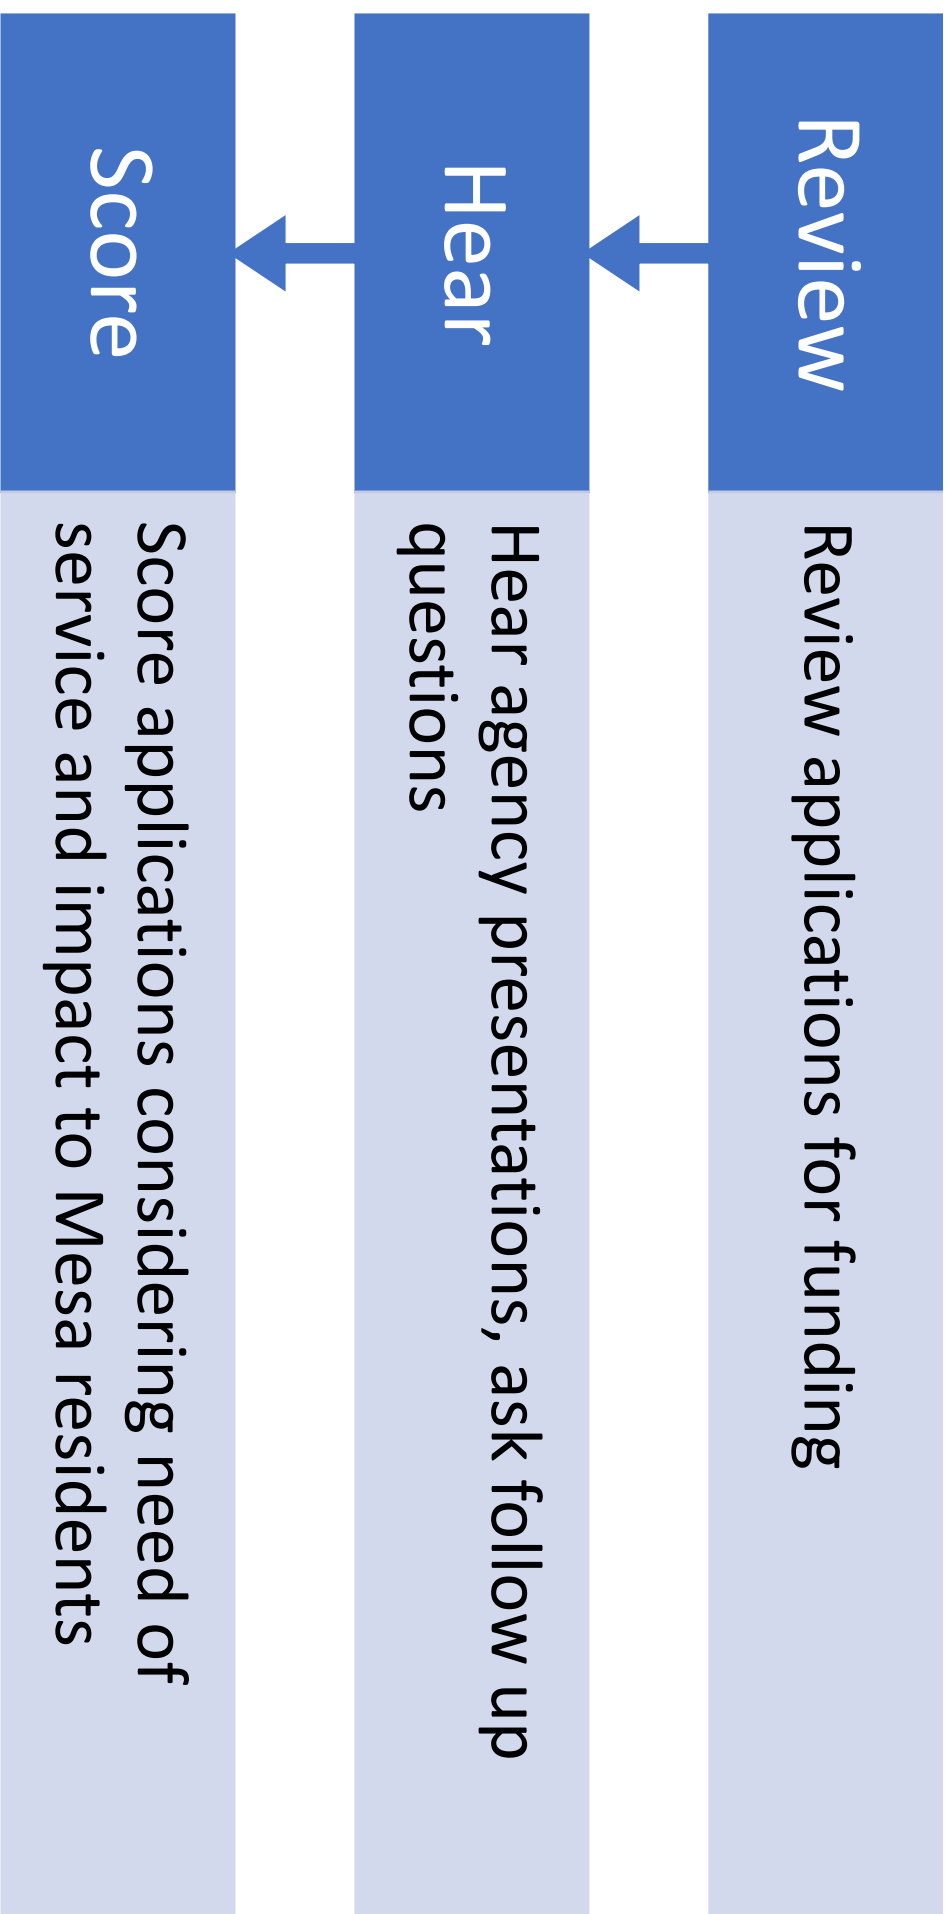 Review
Review applications for funding
Hear
Hear agency presentations, ask follow up
questions
Score
Score applications considering need of
service and impact to Mesa residents